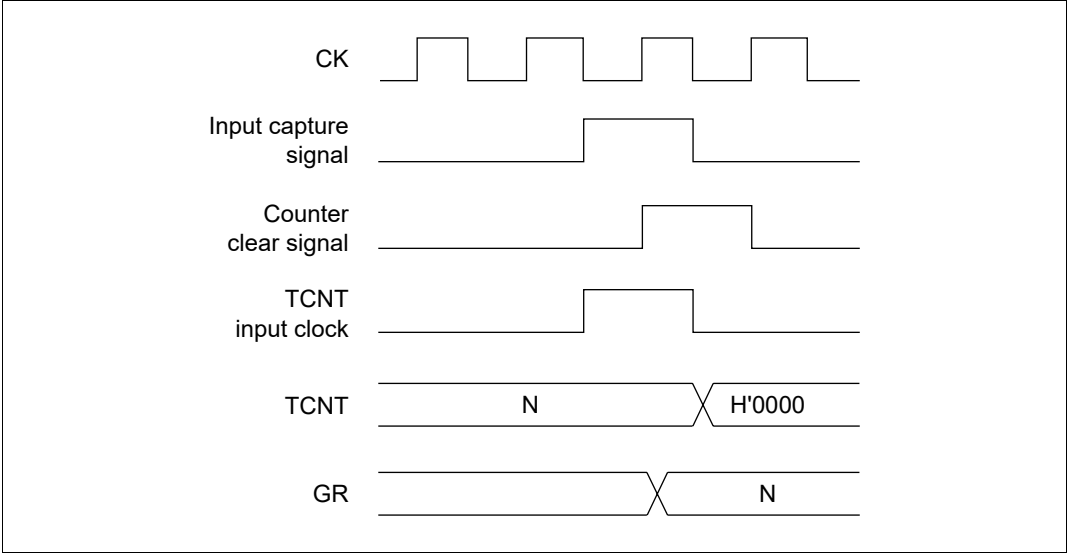 CK
Input capture
signal
Counter
clear signal
TCNT
input clock
TCNT
N
H'0000
GR
N